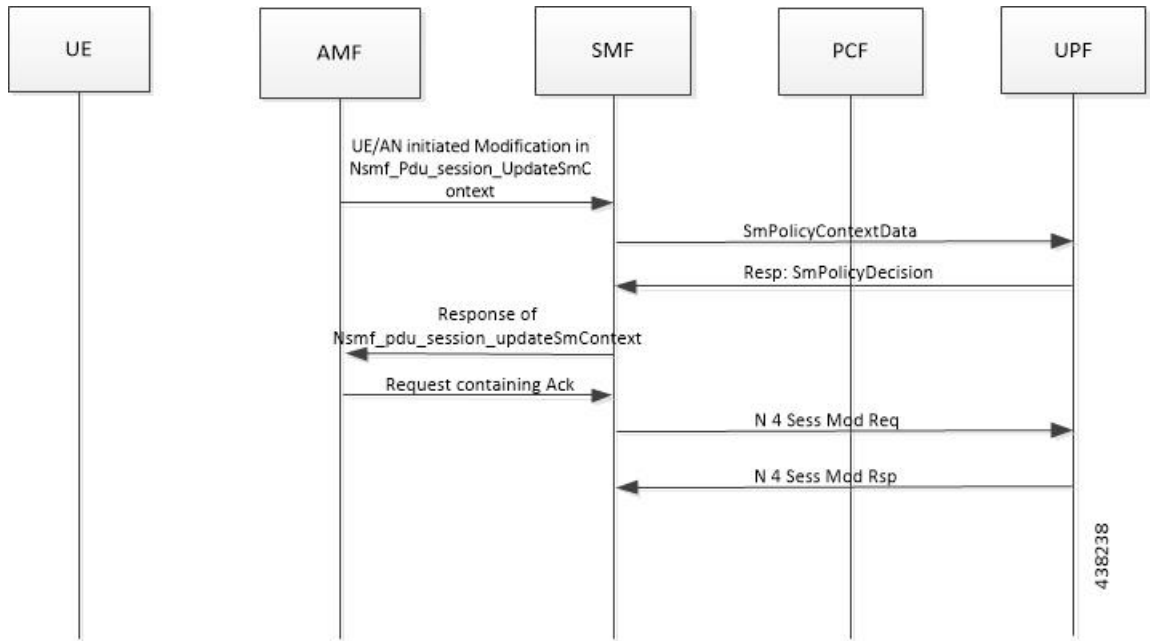 UE
AMF
SMF
PCF
UPF
UE/AN initiated Modification in
Nsmf_Pdu_session_UpdateSmC
ontext
SmPolicyContextData
Resp: SmPolicyDecision
Response of
Nsmf_pdu_session_updateSmContext
Request containing Ack
N 4 Sess Mod Req
N 4 Sess Mod Rsp
438238